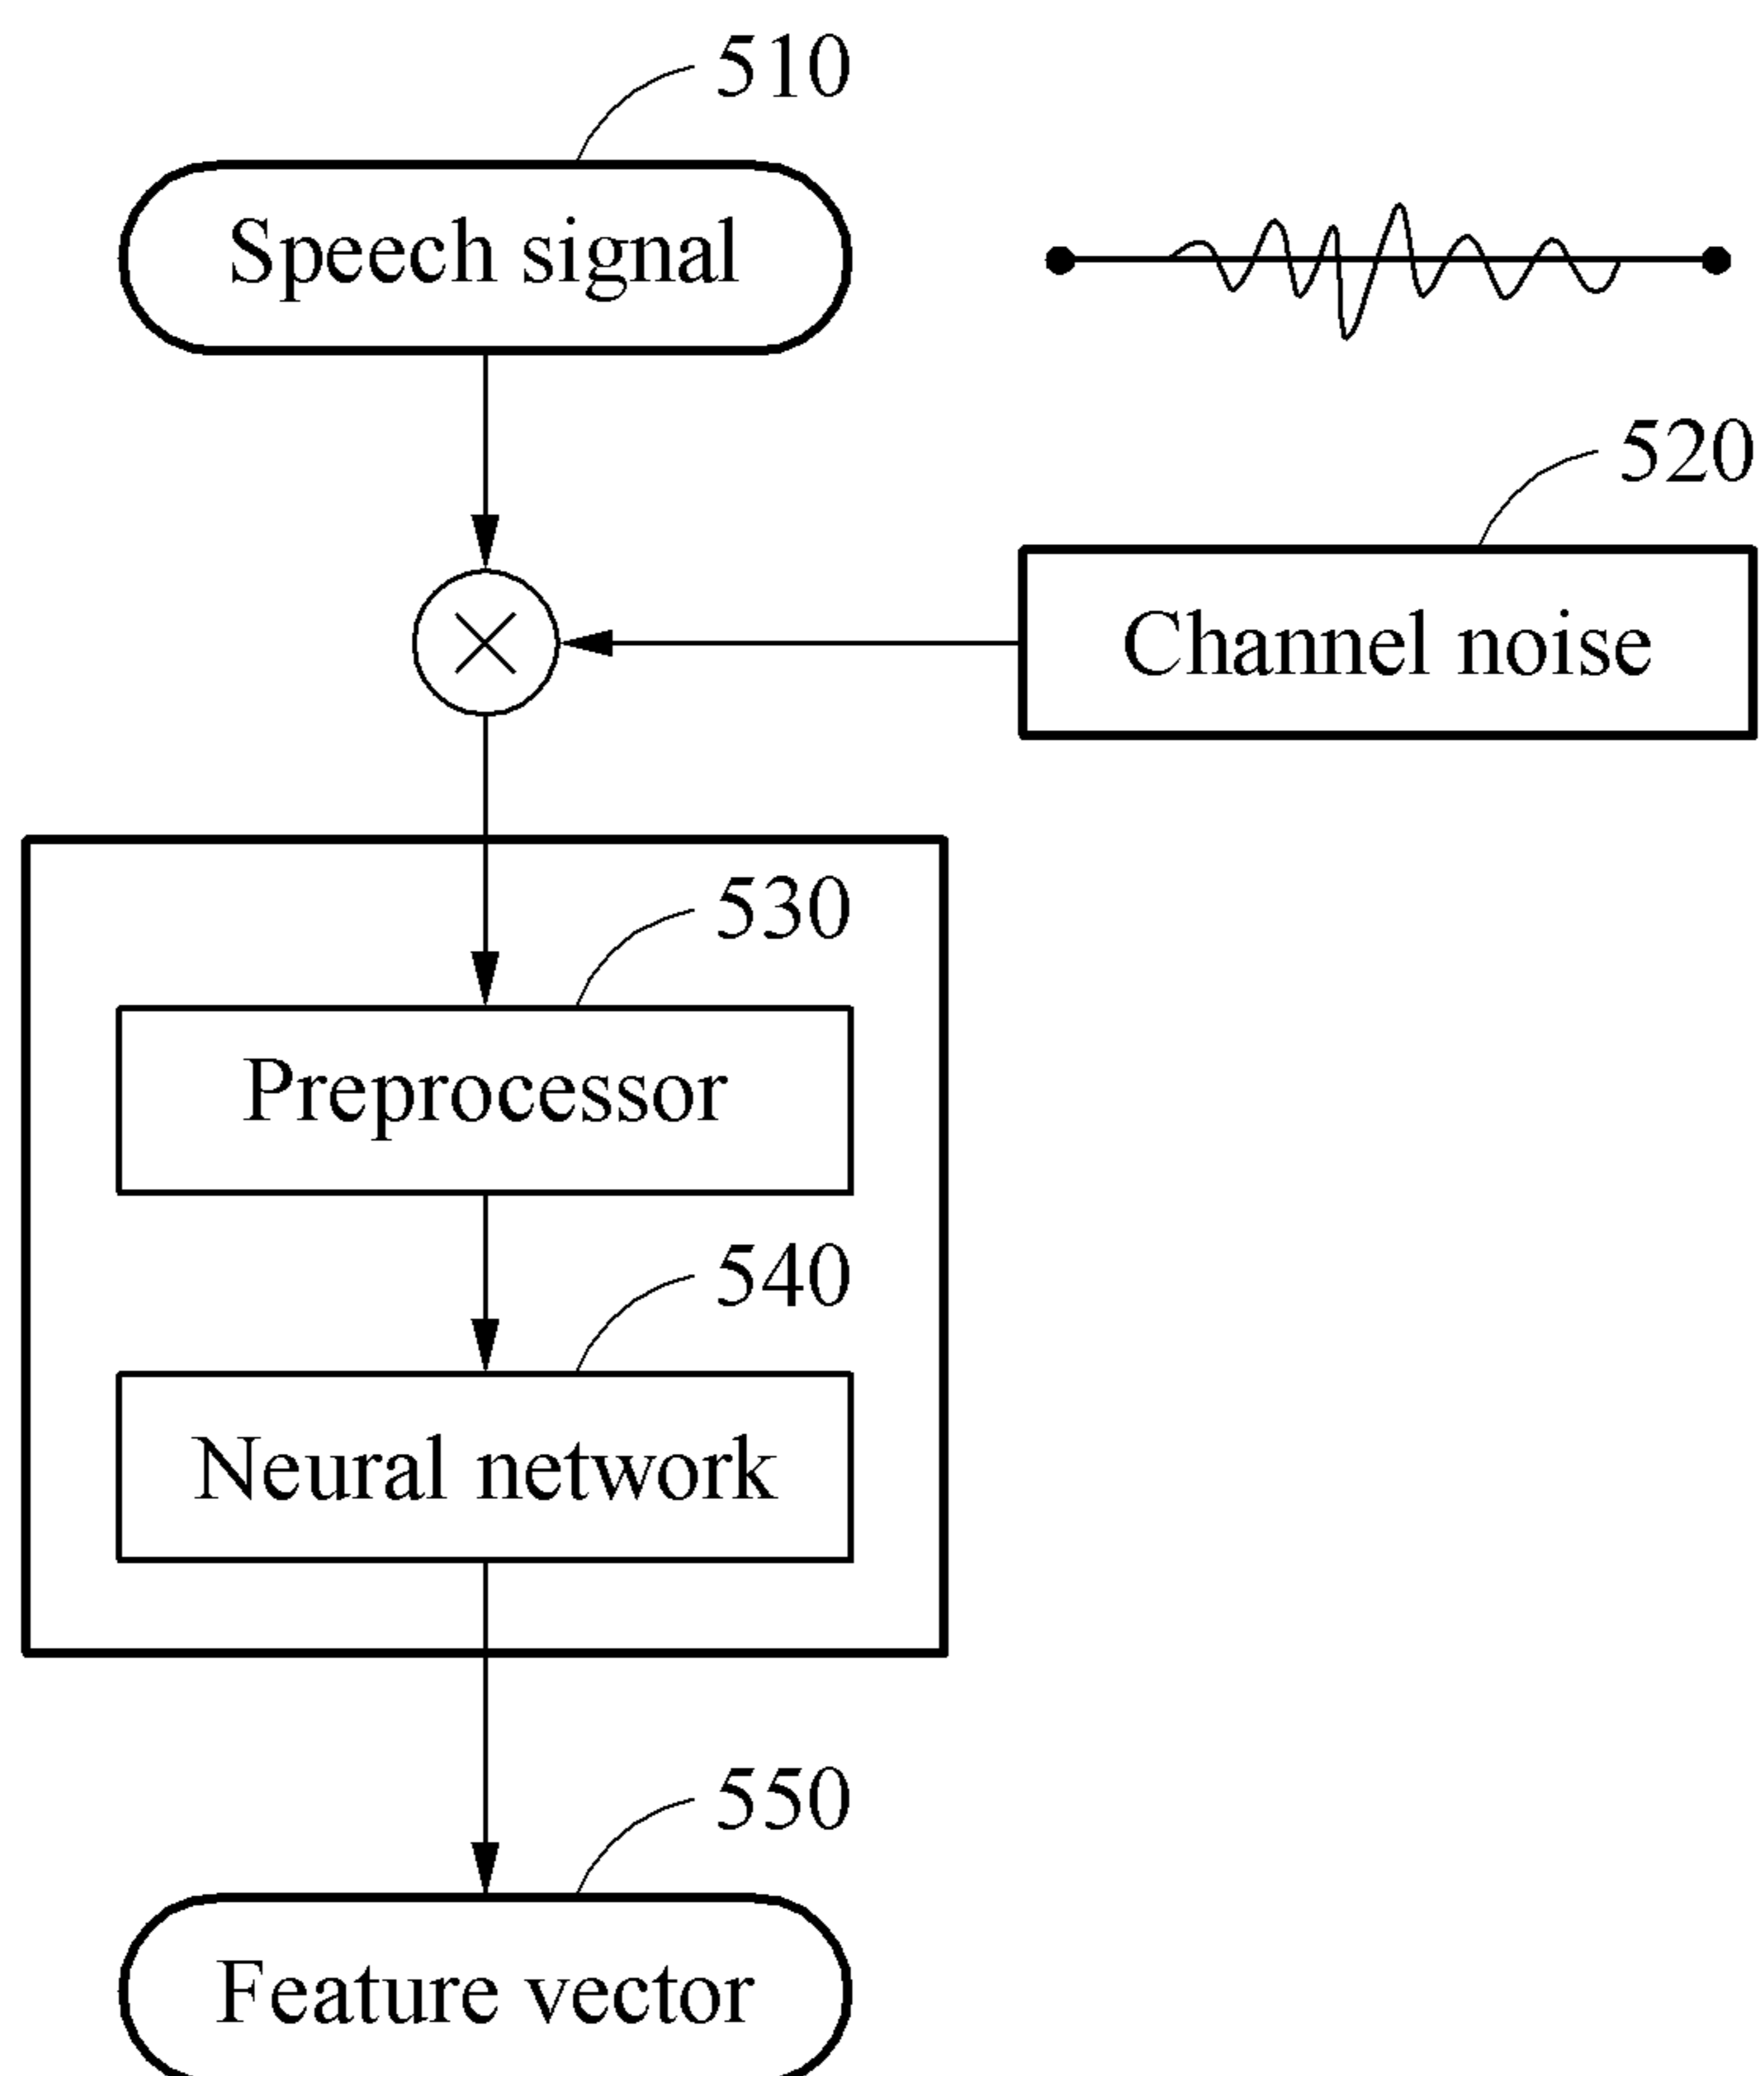 510
Speech signal
520
Channel noise
530
Preprocessor
540
Neural network
550
Feature vector